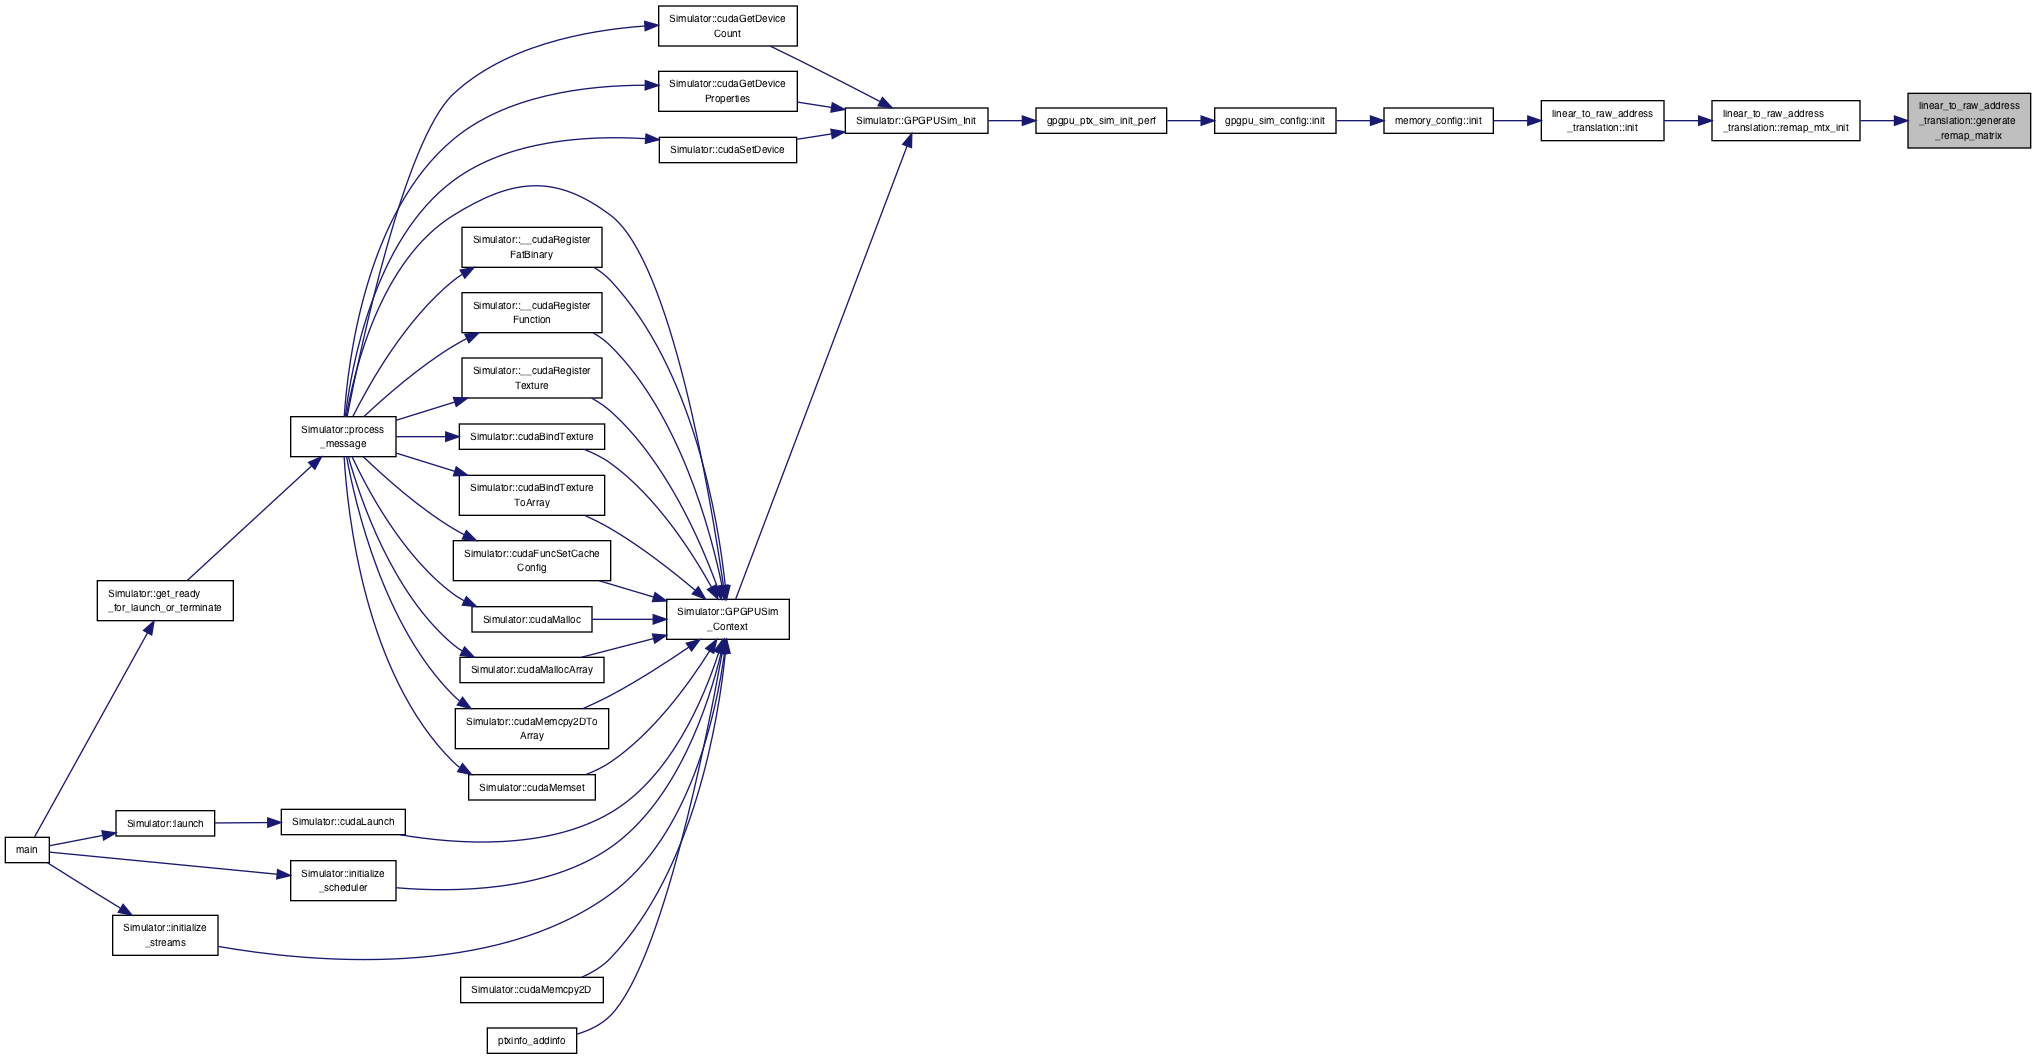 Simulator::cudaGetDevice
Count
Simulator::cudaGetDevice
Properties
Simulator::cudaSetDevice
Simulator::GPGPUSim_Init
gpgpu_ptx_sim_init_perf
gpgpu_sim_config::init
memory_config::init
linear_to_raw_address
_translation::init
linear_to_raw_address
_translation::remap_mtx_init
linear_to_raw_address
_translation::generate
_remap_matrix
Simulator::__cudaRegister
FatBinary
Simulator::__cudaRegister
Function
Simulator::__cudaRegister
Texture
Simulator::process
_message
Simulator::cudaBindTexture
Simulator::cudaBindTexture
ToArray
Simulator::cudaFuncSetCache
Config
Simulator::get_ready
_for_launch_or_terminate
Simulator::cudaMalloc
Simulator::GPGPUSim
_Context
Simulator::cudaMallocArray
Simulator::cudaMemcpy2DTo
Array
Simulator::cudaMemset
Simulator::launch
Simulator::cudaLaunch
main
Simulator::initialize
_scheduler
Simulator::initialize
_streams
Simulator::cudaMemcpy2D
ptxinfo_addinfo